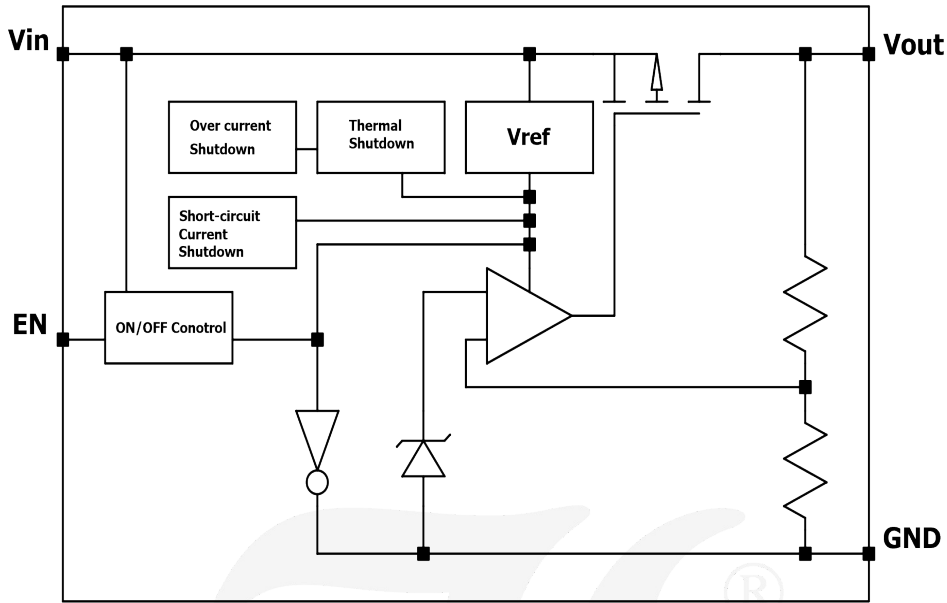 Vin
Vout
Over current
Shutdown
Thermal
Shutdown
Vref
Short-circuit
Current
Shutdown
EN
ON/OFF Conotrol
GND
®